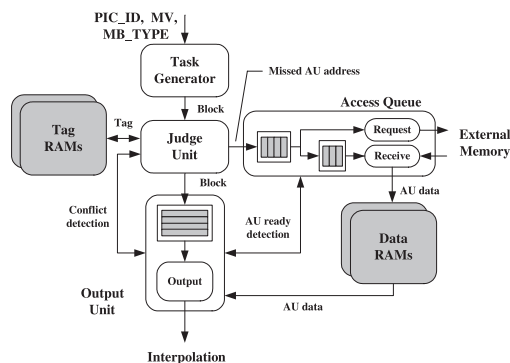 PIC_ID, MV,
MB_TYPE
Task
Generator
Missed AU address
Block
Access Queue
Tag
RAMs
Tag
Judge
Unit
Request
Receive
External
Memory
Block
AU data
Conflict
detection
AU ready
detection
Data
RAMs
Output
Output
Unit
AU data
Interpolation